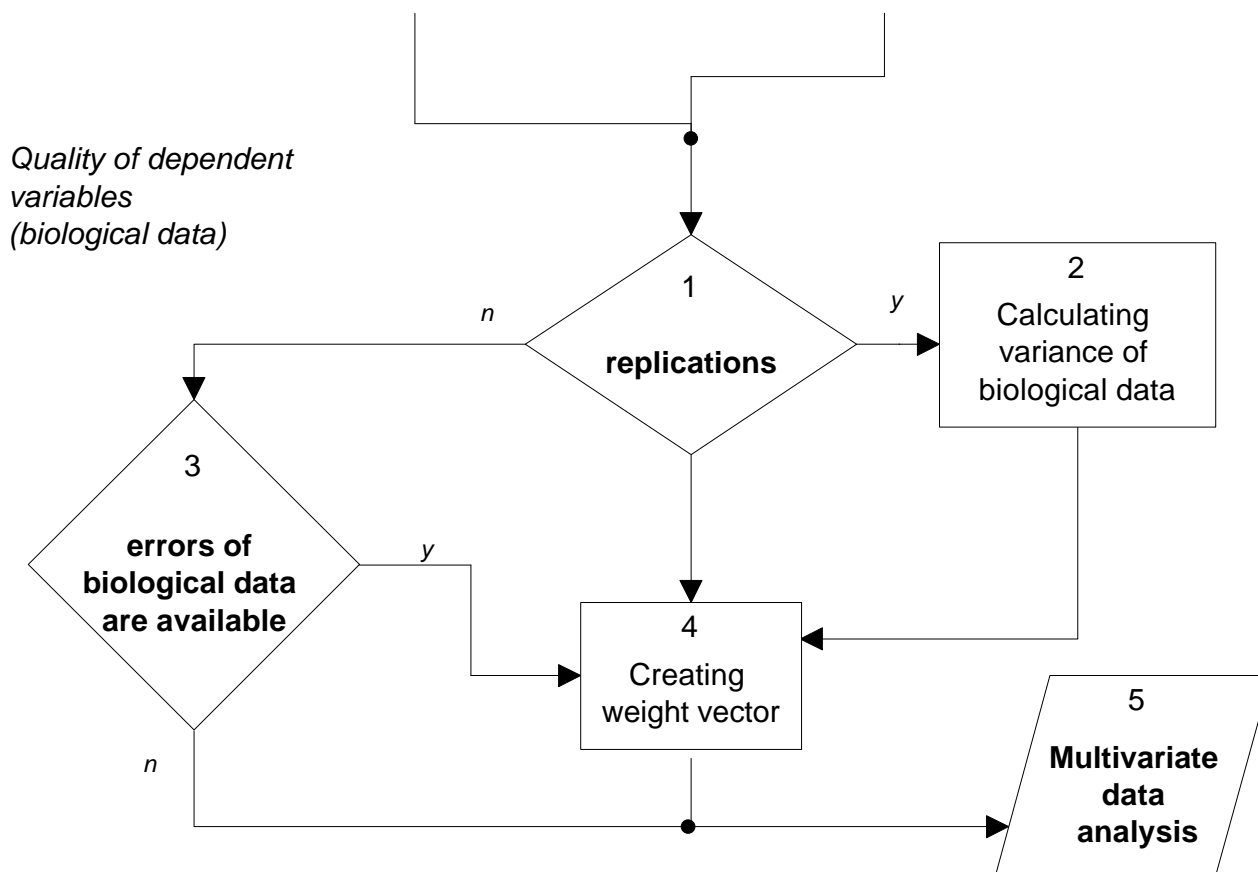 Quality of dependent
variables
(biological data)
1
replications
n
y
2
Calculating
variance of
biological data
3
errors of
biological data
are available
y
n
4
Creating
weight vector
5
Multivariate
data
analysis